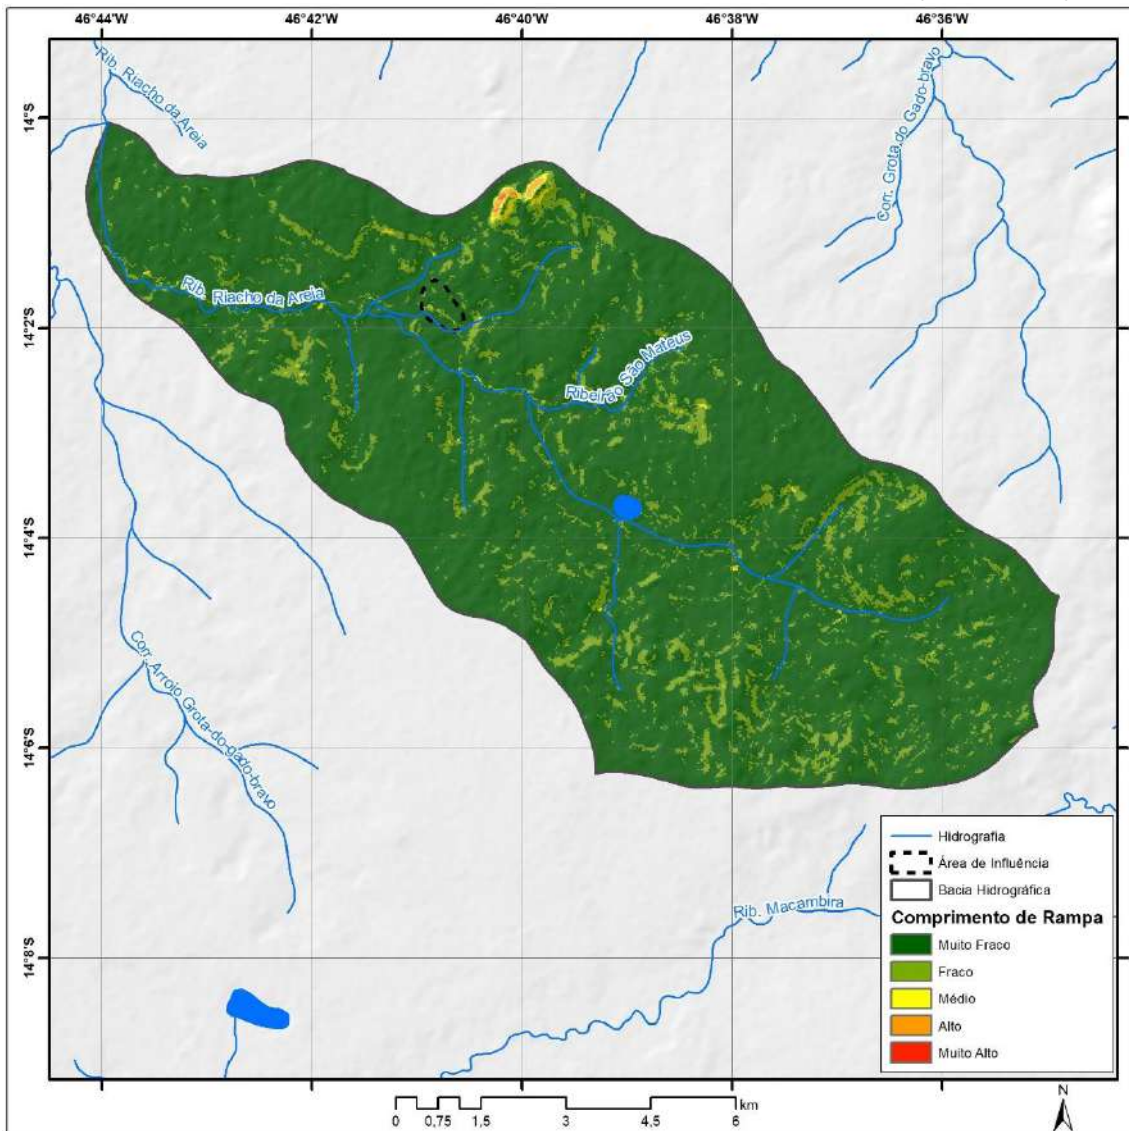 46°44'W
46°42'W
46°40'W
46°38'W
46°36'W
14°S
14°2'S
14°4'S
14°6'S
14°8'S
Rib. Riacho da Areia
Corr. Grota do Gado-bravo
Rib. Riacho da Areia
Ribeirão São Mateus
Corr. Arroio Grota-do-gado-bravo
Rib. Macambira
Hidrografia
Área de Influência
Bacia Hidrográfica
Comprimento de Rampa
Muito Fraco
Fraco
Médio
Alto
Muito Alto
km
0 0,75 1,5 3 4,5 6
N